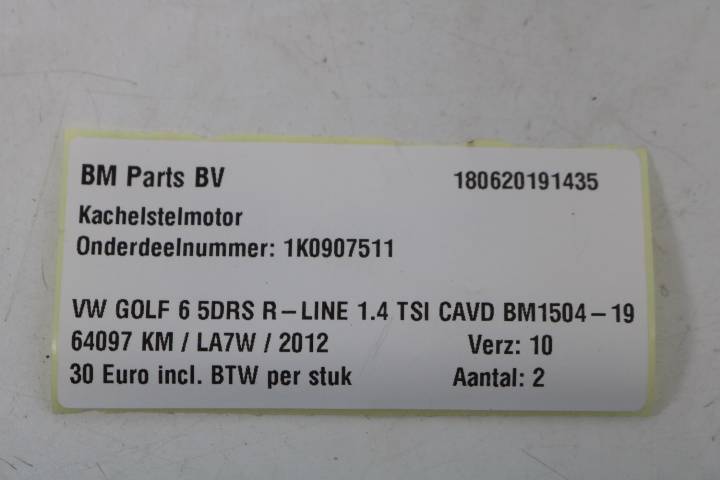 BM Parts BV 180620191435
Kachelstelmotor
Onderdeelnummer: 1K0907511
VW GOLF 6 5DRS R-LINE 1.4 TSI CAVD BM1504-19
64097 KM / LA7W / 2012 Verz: 10
30 Euro incl. BTW per stuk Aantal: 2